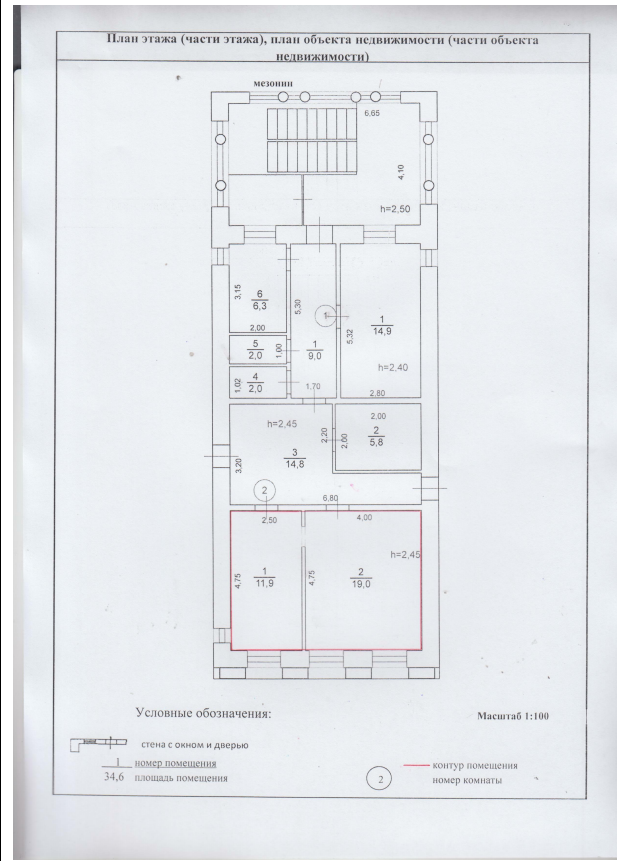 План этажа (части этажа), план объекта недвижимости (части объекта
недвижимости)
мезонин
6,65
4,10
h=2,50
3,15
6
6,3
2,00
5,30
1
5,32
1
14,9
5
2,0
1,00
1
9,0
h=2,40
4
2,0
1,02
1,70
2,80
h=2,45
2,00
2,20
2,00
2
5,8
3
14,8
3,20
2
6,80
2,50
4,00
h=2,45
4,75
1
11,9
4,75
2
19,0
Условные обозначения:
Масштаб 1:100
стена с окном и дверью
1 номер помещения
34,6 площадь помещения
контур помещения
2 номер комнаты